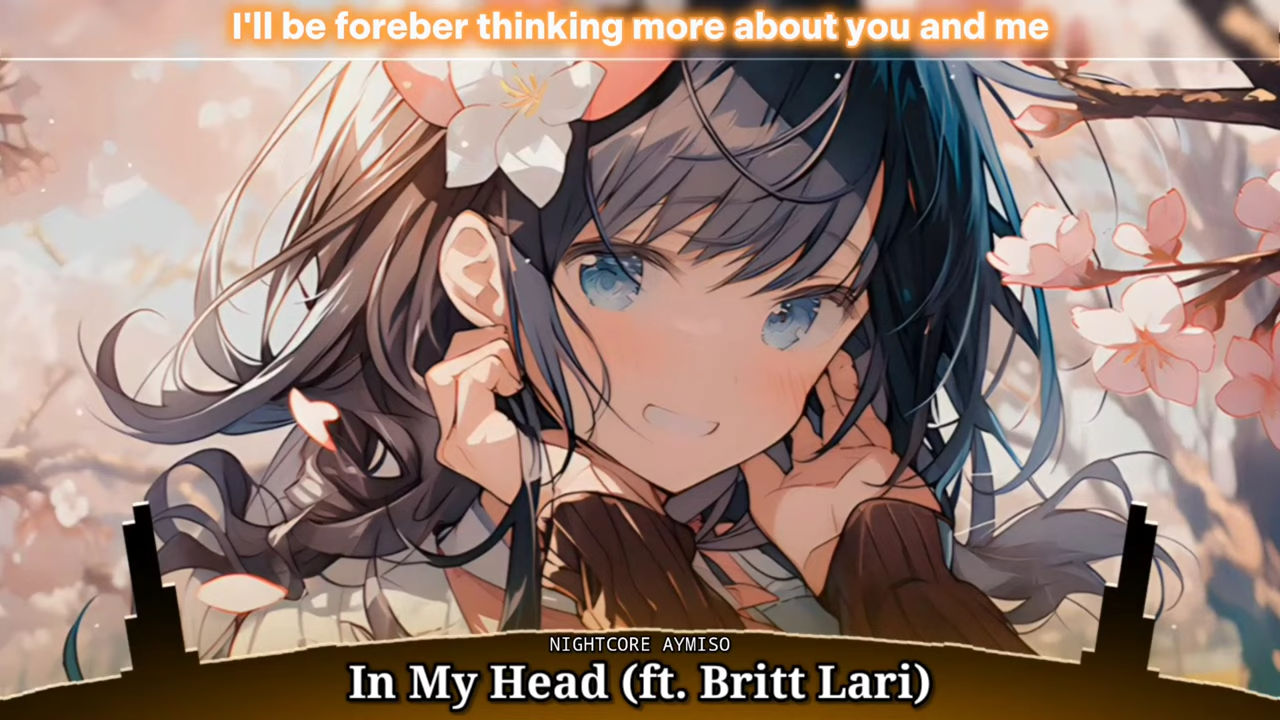 I'll be foreber thinking more about you and me
NIGHTCORE AYMISO
In My Head (ft. Britt Lari)